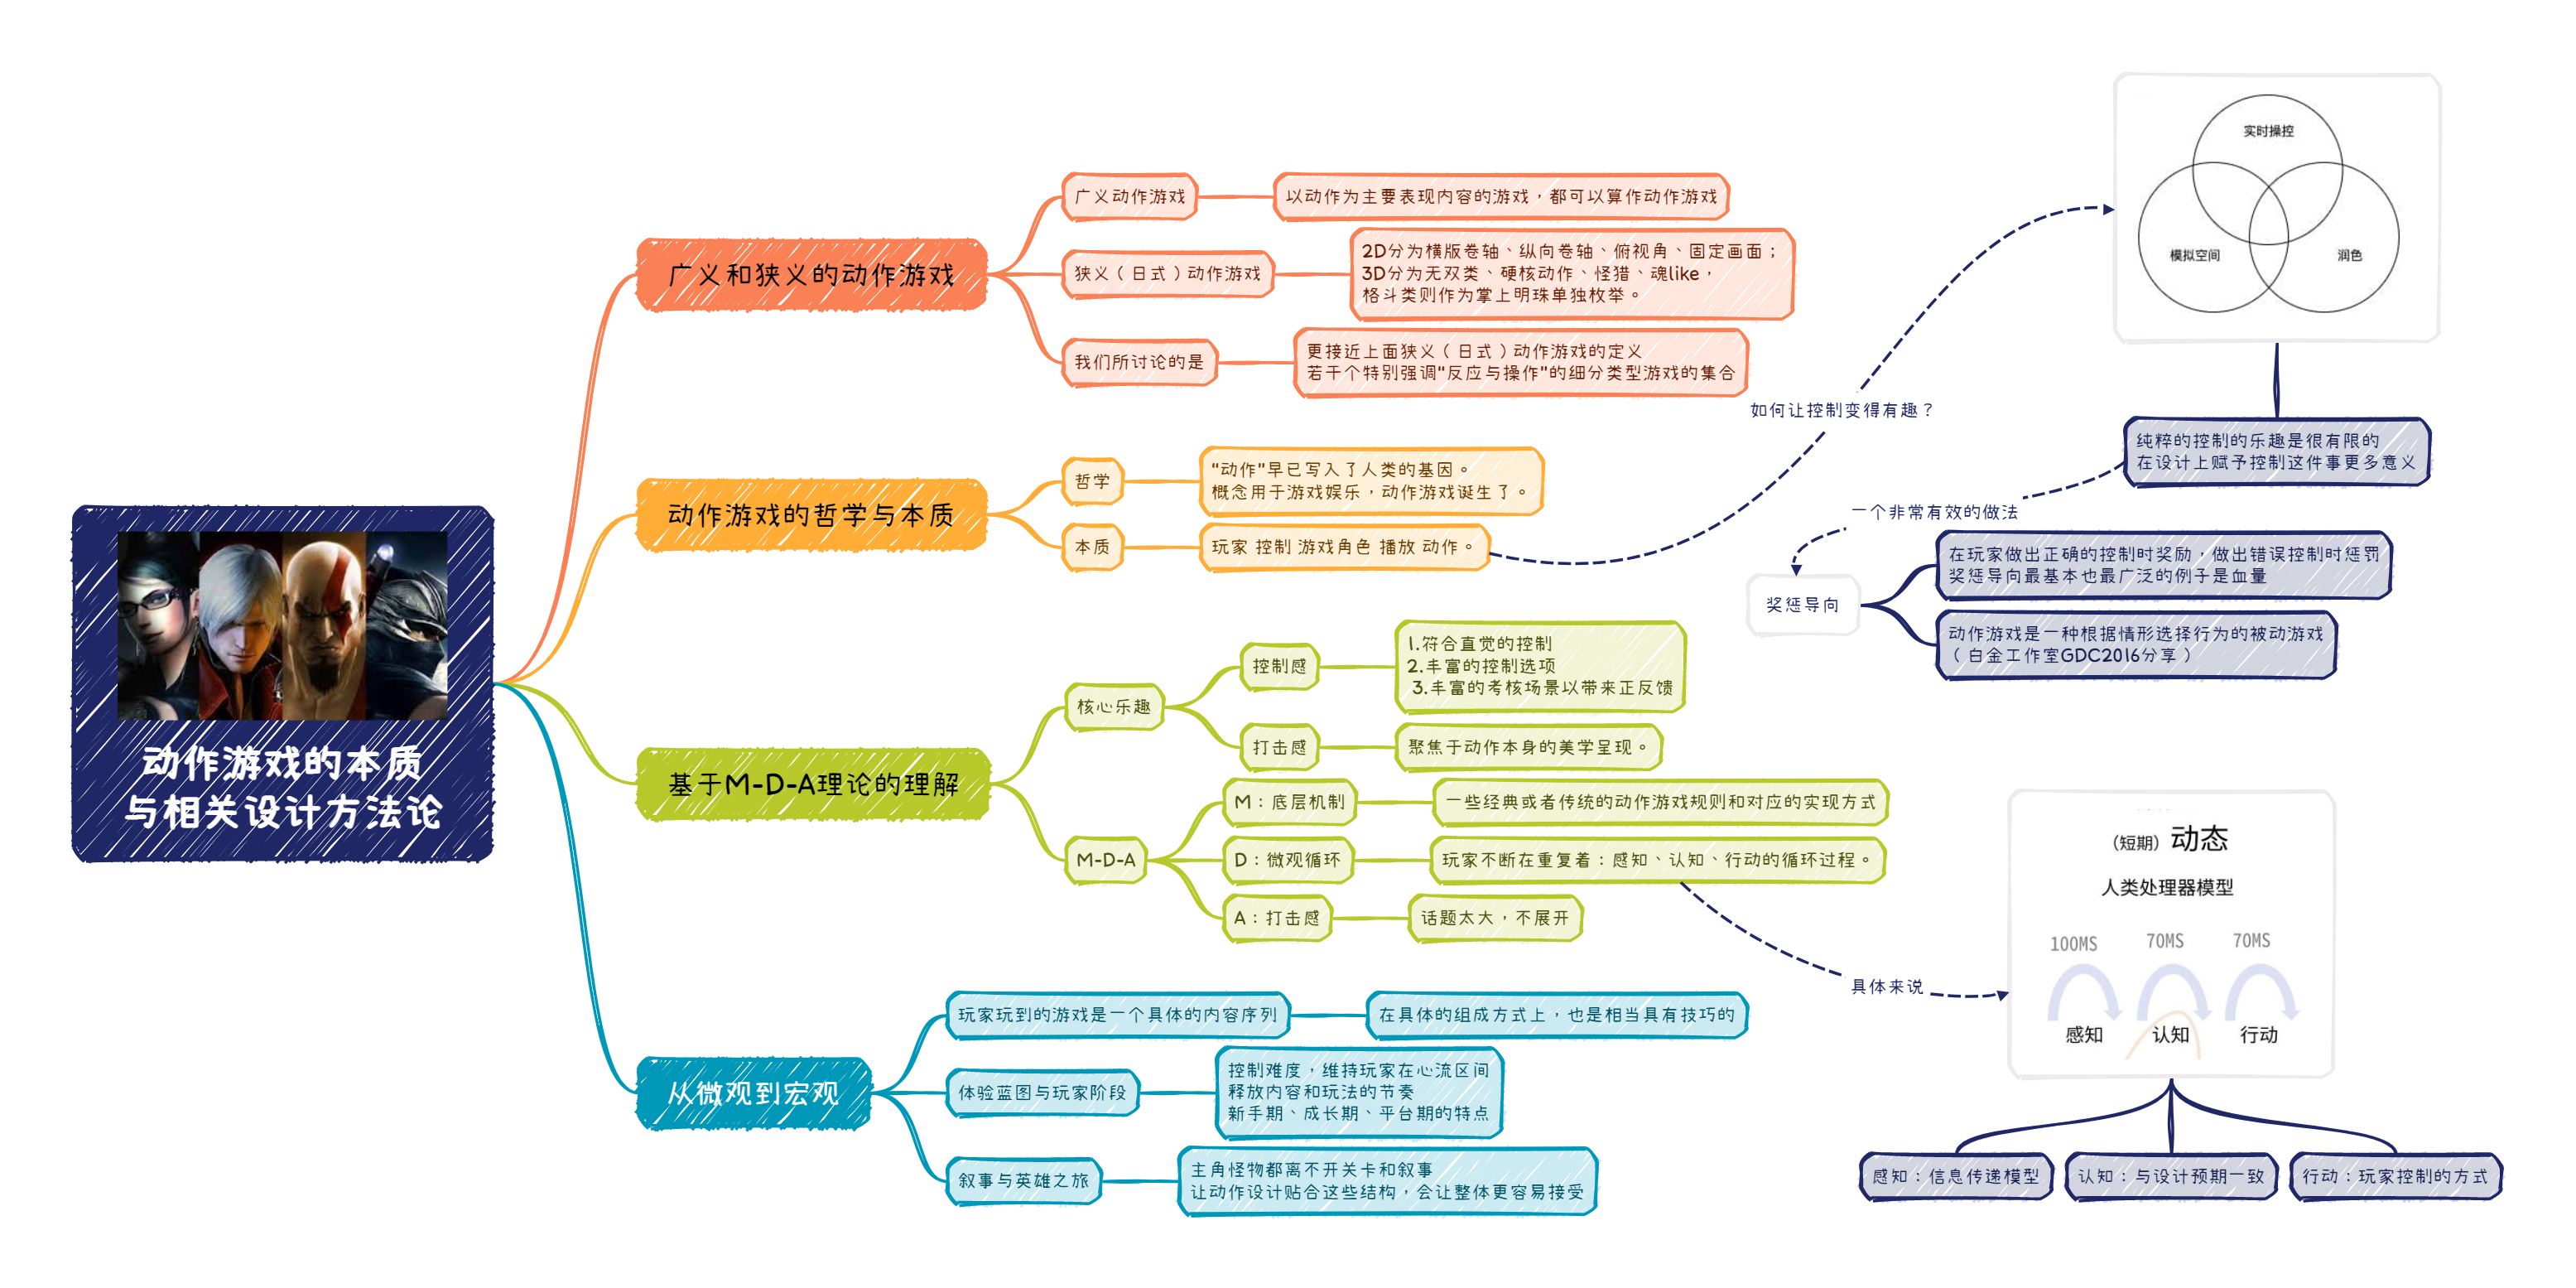 动作游戏的本质
与相关设计方法论
广义和狭义的动作游戏
广义动作游戏
以动作为主要表现内容的游戏，都可以算作动作游戏
狭义（日式）动作游戏
2D分为横版卷轴、纵向卷轴、俯视角、固定画面；
3D分为无双类、硬核动作、怪猎、魂like，
格斗类则作为掌上明珠单独枚举。
我们所讨论的是
更接近上面狭义（日式）动作游戏的定义
若干个特别强调"反应与操作"的细分类型游戏的集合
动作游戏的哲学与本质
哲学
"动作"早已写入了人类的基因。
概念用于游戏娱乐，动作游戏诞生了。
本质
玩家 控制 游戏角色 播放 动作。
如何让控制变得有趣？
实时操控
模拟空间
润色
纯粹的控制的乐趣是很有限的
在设计上赋予控制这件事更多意义
一个非常有效的做法
奖惩导向
在玩家做出正确的控制时奖励，做出错误控制时惩罚
奖惩导向最基本也最广泛的例子是血量
动作游戏是一种根据情形选择行为的被动游戏
（白金工作室GDC2016分享）
基于M-D-A理论的理解
核心乐趣
控制感
1.符合直觉的控制
2.丰富的控制选项
3.丰富的考核场景以带来正反馈
打击感
聚焦于动作本身的美学呈现。
M-D-A
M：底层机制
一些经典或者传统的动作游戏规则和对应的实现方式
D：微观循环
玩家不断在重复着：感知、认知、行动的循环过程。
A：打击感
话题太大，不展开
具体来说
（短期）动态
人类处理器模型
100MS
70MS
70MS
感知
认知
行动
感知：信息传递模型
认知：与设计预期一致
行动：玩家控制的方式
从微观到宏观
玩家玩到的游戏是一个具体的内容序列
在具体的组成方式上，也是相当具有技巧的
体验蓝图与玩家阶段
控制难度，维持玩家在心流区间
释放内容和玩法的节奏
新手期、成长期、平台期的特点
叙事与英雄之旅
主角怪物都离不开关卡和叙事
让动作设计贴合这些结构，会让整体更容易接受